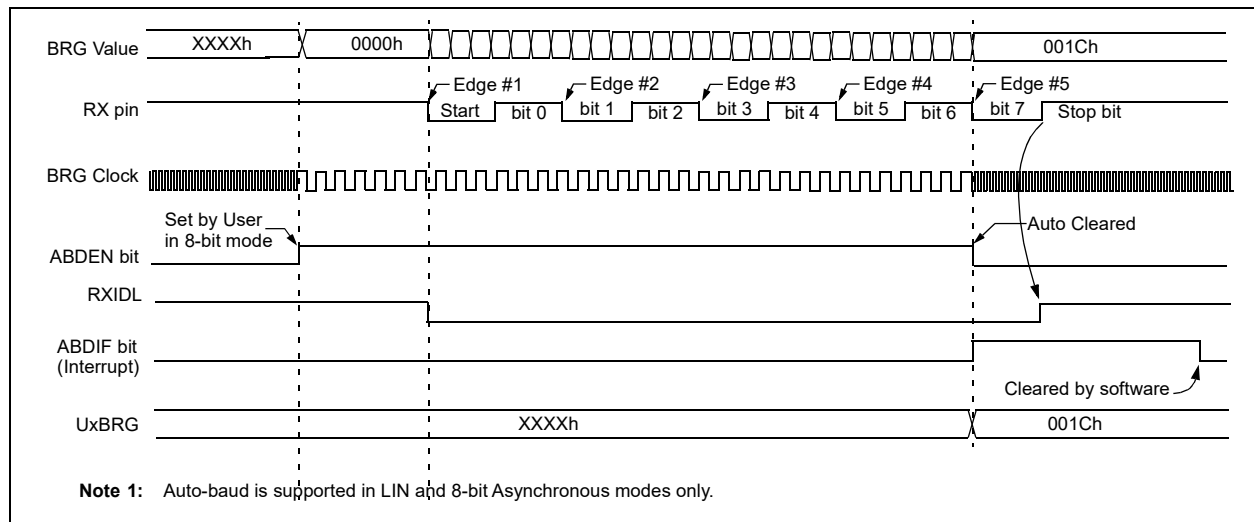 BRG Value
XXXXh
0000h
001Ch
RX pin
Edge #1
Edge #2
Edge #3
Edge #4
Edge #5
Start
bit 0
bit 1
bit 2
bit 3
bit 4
bit 5
bit 6
bit 7
Stop bit
BRG Clock
Set by User
in 8-bit mode
Auto Cleared
ABDEN bit
RXIDL
ABDIF bit
(Interrupt)
Cleared by software
UxBRG
XXXXh
001Ch
Note 1: Auto-baud is supported in LIN and 8-bit Asynchronous modes only.